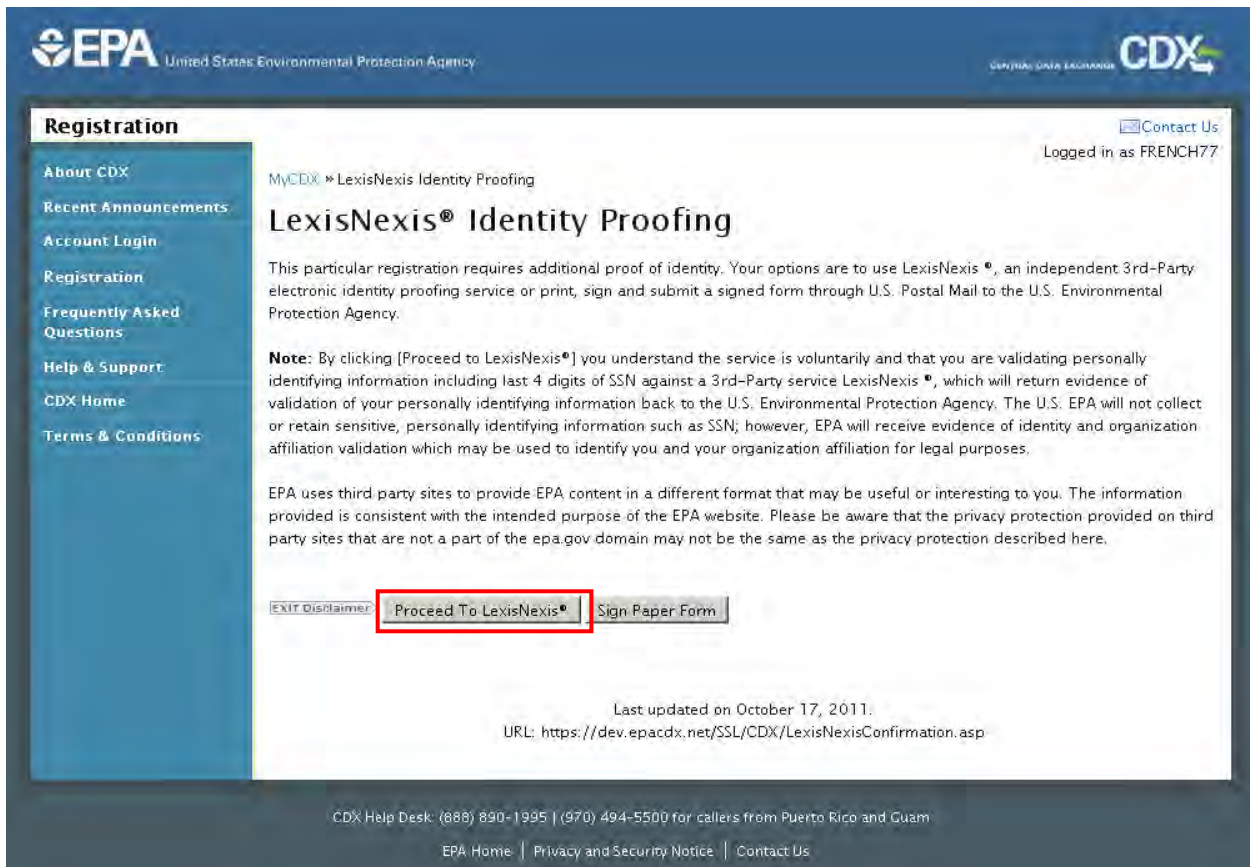 EPA United States Environmental Protection Agency
CENTRAL DATA EXCHANGE CDX
Registration
Contact Us
Logged in as FRENCH77
About CDX
Recent Announcements
Account Login
Registration
Frequently Asked
Questions
Help & Support
CDX Home
Terms & Conditions
MyCDX » LexisNexis Identity Proofing
LexisNexis® Identity Proofing
This particular registration requires additional proof of identity. Your options are to use LexisNexis ®, an independent 3rd-Party
electronic identity proofing service or print, sign and submit a signed form through U.S. Postal Mail to the U.S. Environmental
Protection Agency.
Note: By clicking [Proceed to LexisNexis®] you understand the service is voluntarily and that you are validating personally
identifying information including last 4 digits of SSN against a 3rd-Party service LexisNexis ®, which will return evidence of
validation of your personally identifying information back to the U.S. Environmental Protection Agency. The U.S. EPA will not collect
or retain sensitive, personally identifying information such as SSN; however, EPA will receive evidence of identity and organization
affiliation validation which may be used to identify you and your organization affiliation for legal purposes.
EPA uses third party sites to provide EPA content in a different format that may be useful or interesting to you. The information
provided is consistent with the intended purpose of the EPA website. Please be aware that the privacy protection provided on third
party sites that are not a part of the epa.gov domain may not be the same as the privacy protection described here.
EXIT Disclaimer Proceed To LexisNexis® Sign Paper Form
Last updated on October 17, 2011.
URL: https://dev.epacdx.net/SSL/CDX/LexisNexisConfirmation.asp
CDX Help Desk: (888) 890-1995 | (970) 494-5500 for callers from Puerto Rico and Guam
EPA Home | Privacy and Security Notice | Contact Us